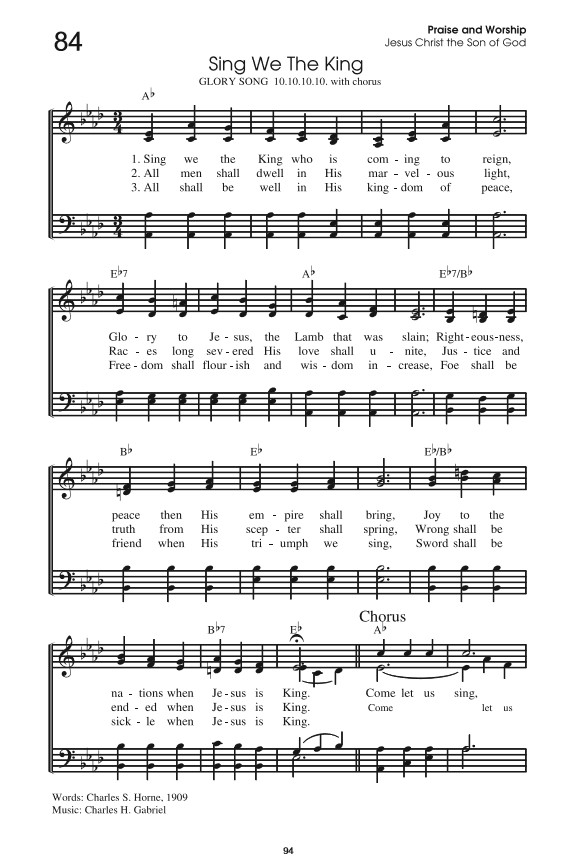 84
Praise and Worship
Jesus Christ the Son of God
Sing We The King
GLORY SONG 10.10.10.10. with chorus
A♭
1. Sing we the King who is com - ing to reign,
2. All men shall dwell in His mar - vel - ous light,
3. All shall be well in His king - dom of peace,
E♭7 A♭ E♭7/B♭
Glo - ry to Je - sus, the Lamb that was slain; Right - eous - ness,
Rac - es long sev - ered His love shall u - nite, Jus - tice and
Free - dom shall flour - ish and wis - dom in - crease, Foe shall be
B♭ E♭ E♭/B♭
peace then His em - pire shall bring, Joy to the
truth from His scep - ter shall spring, Wrong shall be
friend when His tri - umph we sing, Sword shall be
Chorus
B♭7 E♭ A♭
na - tions when Je - sus is King. Come let us sing,
end - ed when Je - sus is King. Come let us
sick - le when Je - sus is King.
Words: Charles S. Horne, 1909
Music: Charles H. Gabriel
94